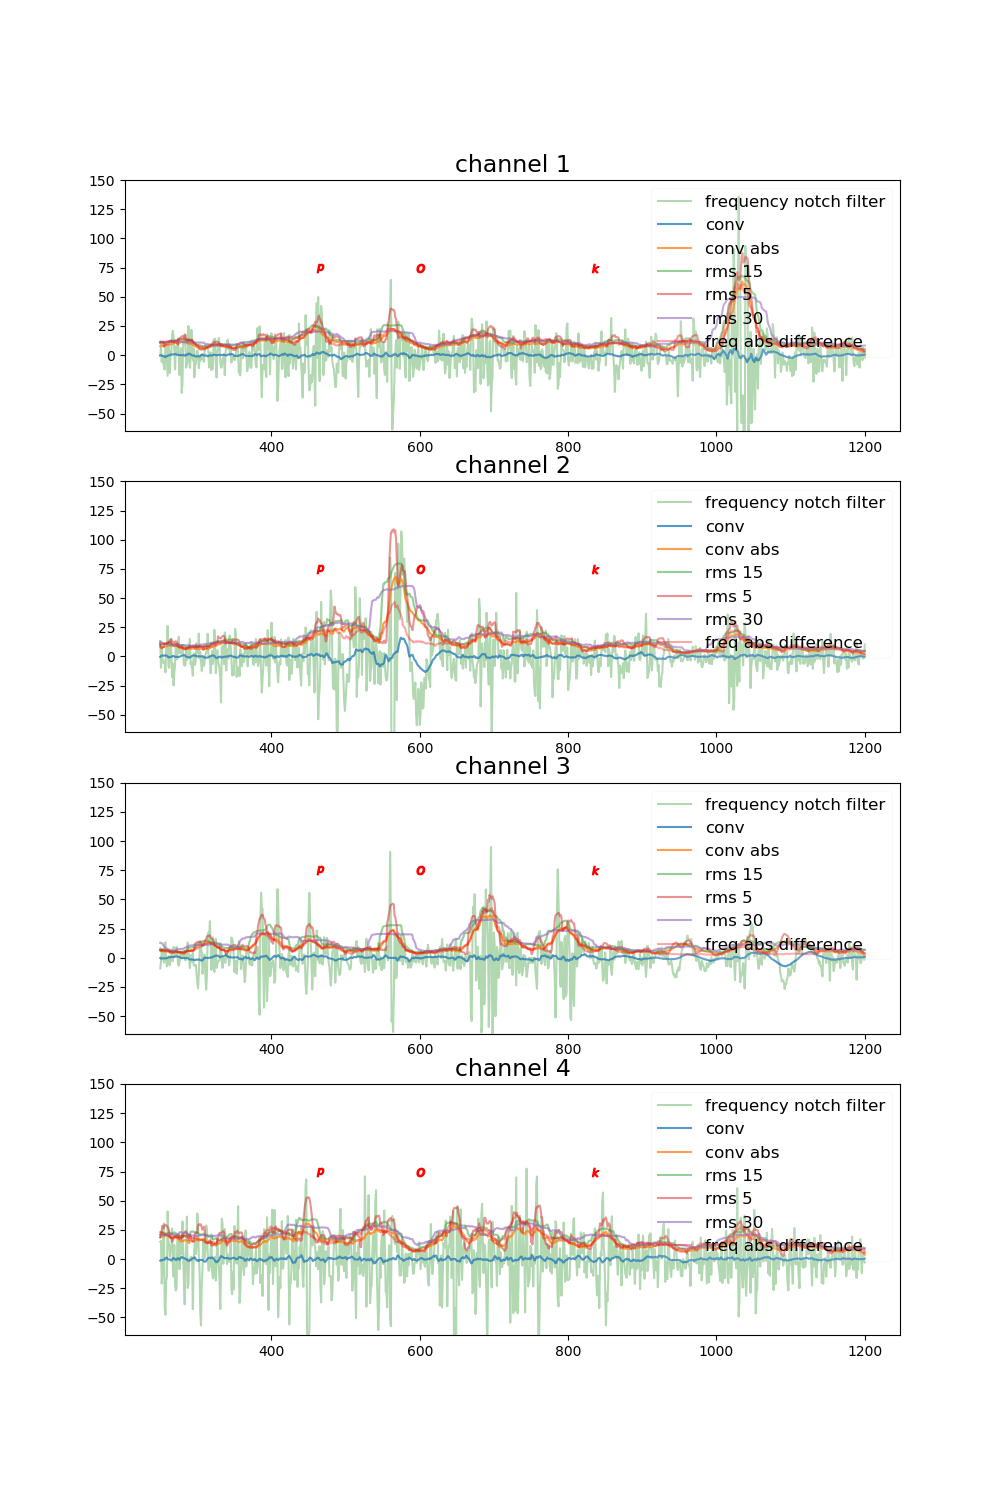 channel 1
150
125
100
75
50
25
0
−25
−50
frequency notch filter
conv
conv abs
rms 15
rms 5
rms 30
freq abs difference
p o k
400 600 800 1000 1200
channel 2
150
125
100
75
50
25
0
−25
−50
frequency notch filter
conv
conv abs
rms 15
rms 5
rms 30
freq abs difference
p o k
400 600 800 1000 1200
channel 3
150
125
100
75
50
25
0
−25
−50
frequency notch filter
conv
conv abs
rms 15
rms 5
rms 30
freq abs difference
p o k
400 600 800 1000 1200
channel 4
150
125
100
75
50
25
0
−25
−50
frequency notch filter
conv
conv abs
rms 15
rms 5
rms 30
freq abs difference
p o k
400 600 800 1000 1200